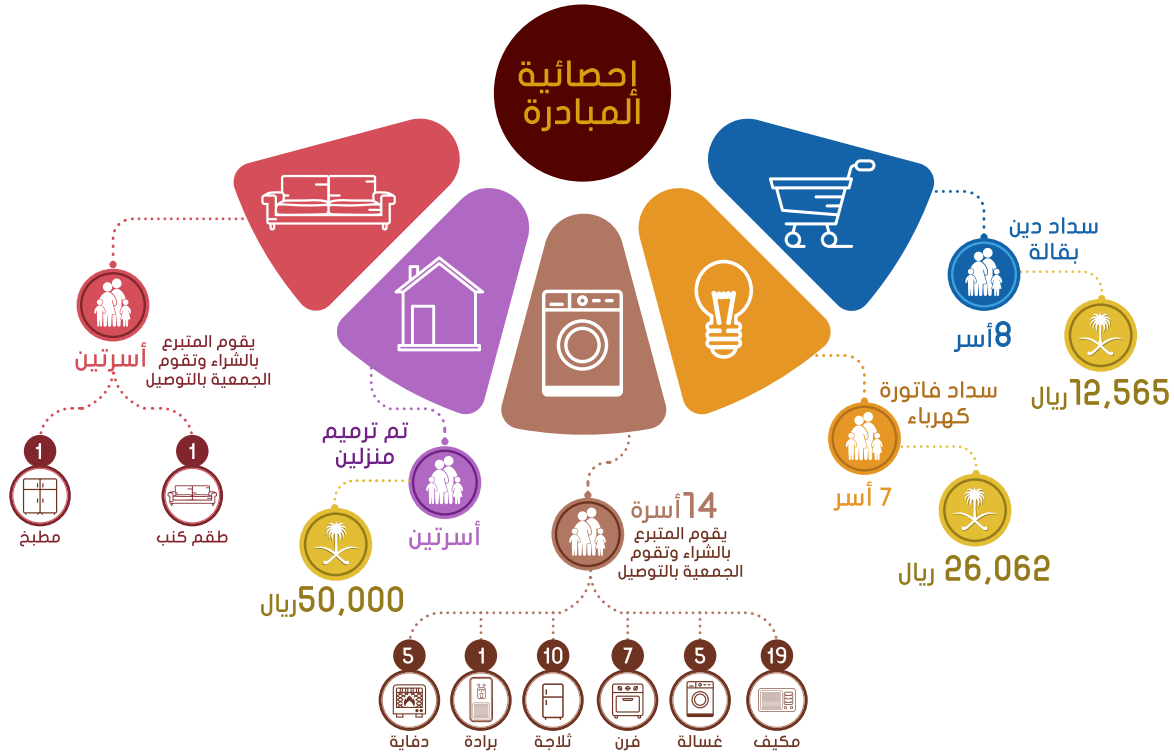 إحصائية
المبادرة
سداد دين
بقالة
8أسر
12,565ريال
سداد فاتورة
كهرباء
7 أسر
26,062 ريال
14أسرة
يقوم المتبرع
بالشراء وتقوم
الجمعية بالتوصيل
19
مكيف
5
غسالة
7
فرن
10
ثلاجة
1
برادة
5
دفاية
تم ترميم
منزلين
أسرتين
50,000ريال
أسرتين
يقوم المتبرع
بالشراء وتقوم
الجمعية بالتوصيل
1
طقم كنب
1
مطبخ